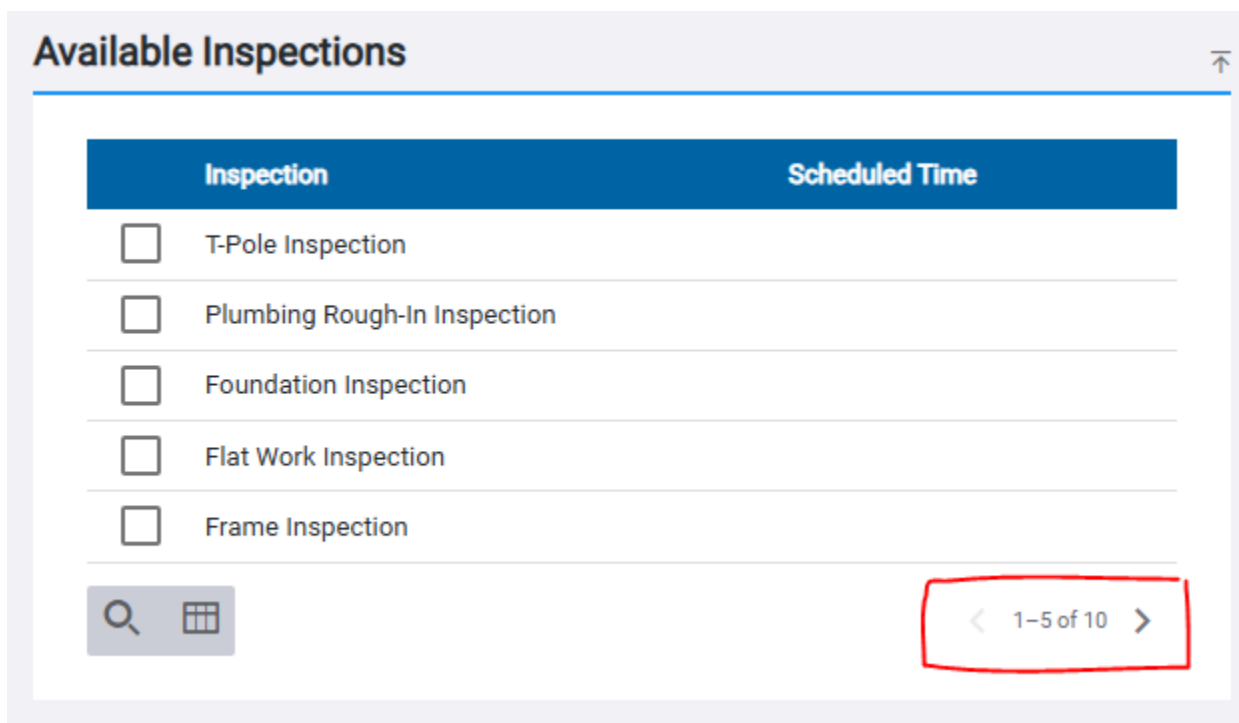 Available Inspections
Inspection Scheduled Time
T-Pole Inspection
Plumbing Rough-In Inspection
Foundation Inspection
Flat Work Inspection
Frame Inspection
1–5 of 10